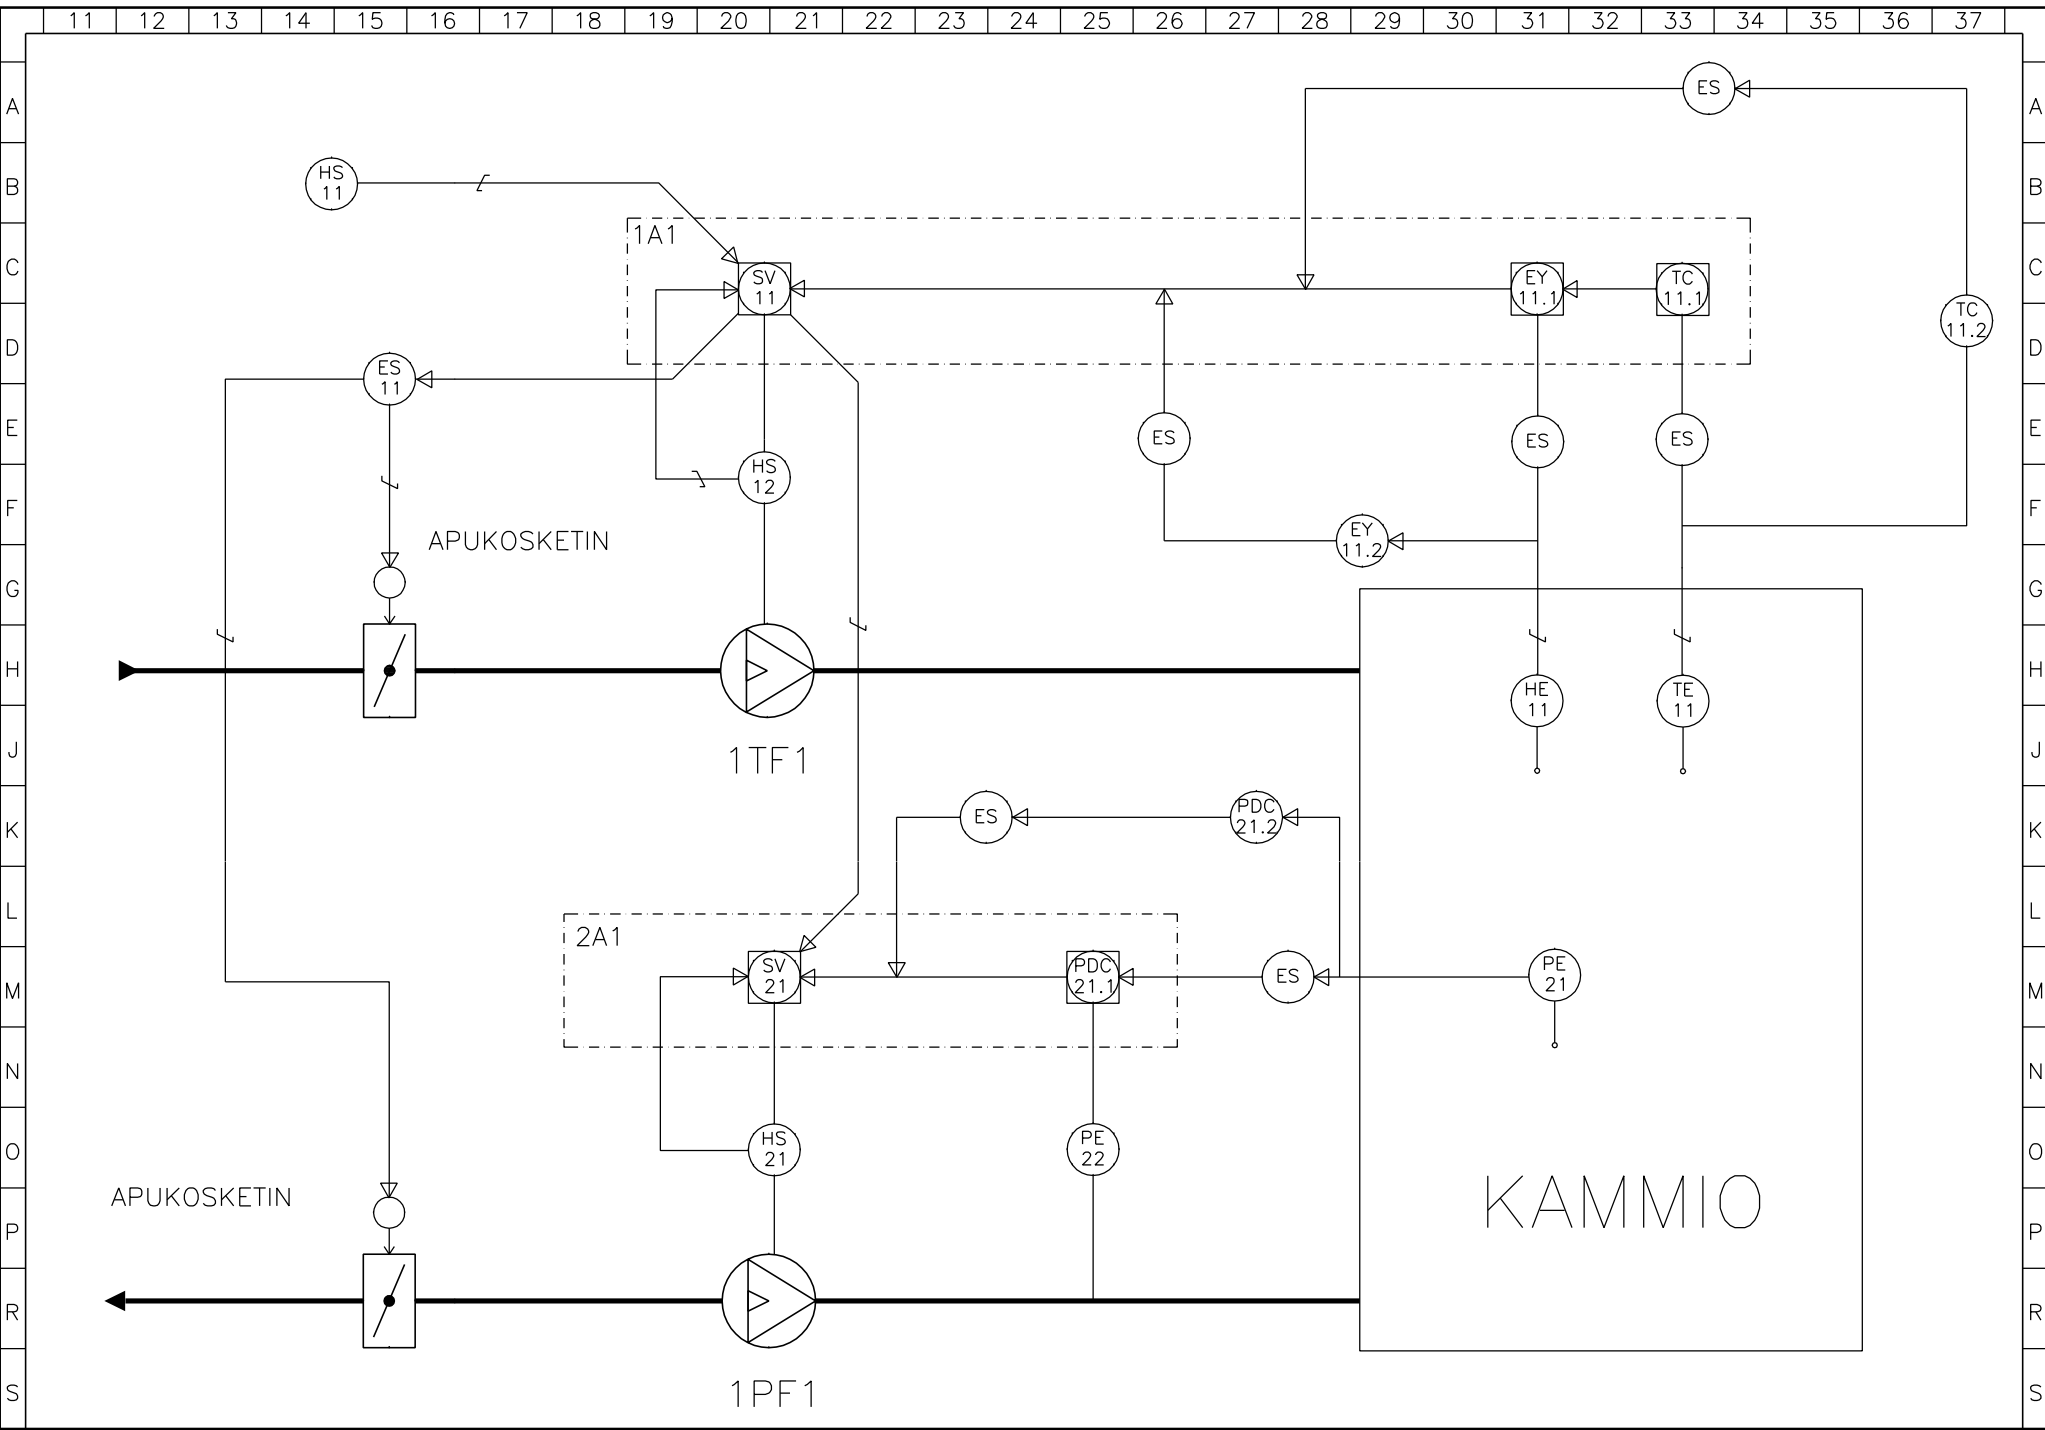 11 12 13 14 15 16 17 18 19 20 21 22 23 24 25 26 27 28 29 30 31 32 33 34 35 36 37
A
ES
A
B
HS
11
B
1A1
C
SV
11
EY
11.1
TC
11.1
C
D
TC
11.2
D
ES
11
E
ES
ES
ES
E
HS
12
F
F
APUKOSKETIN
EY
11.2
G
G
H
HE
11
TE
11
H
J
1TF1
J
K
ES
PDC
21.2
K
L
L
2A1
M
SV
21
PDC
21.1
ES
PE
21
M
N
N
O
HS
21
PE
22
O
APUKOSKETIN
KAMMIO
P
P
R
R
S
1PF1
S